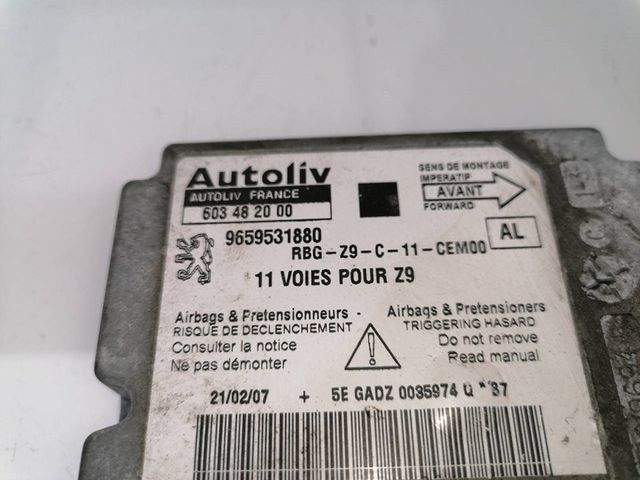 Autoliv
AUTOLIV FRANCE
603 48 20 00
SENS DE MONTAGE
IMPERATIF
AVANT
FORWARD
9659531880
RBG-Z9-C-11-CEM00
AL
11 VOIES POUR Z9
Airbags & Pretensionneurs -
RISQUE DE DECLENCHEMENT
Consulter la notice
Ne pas démonter
Airbags & Pretensioners
TRIGGERING HASARD
Do not remove
Read manual
21/02/07 + 5E GADZ 0035974 Q * 37